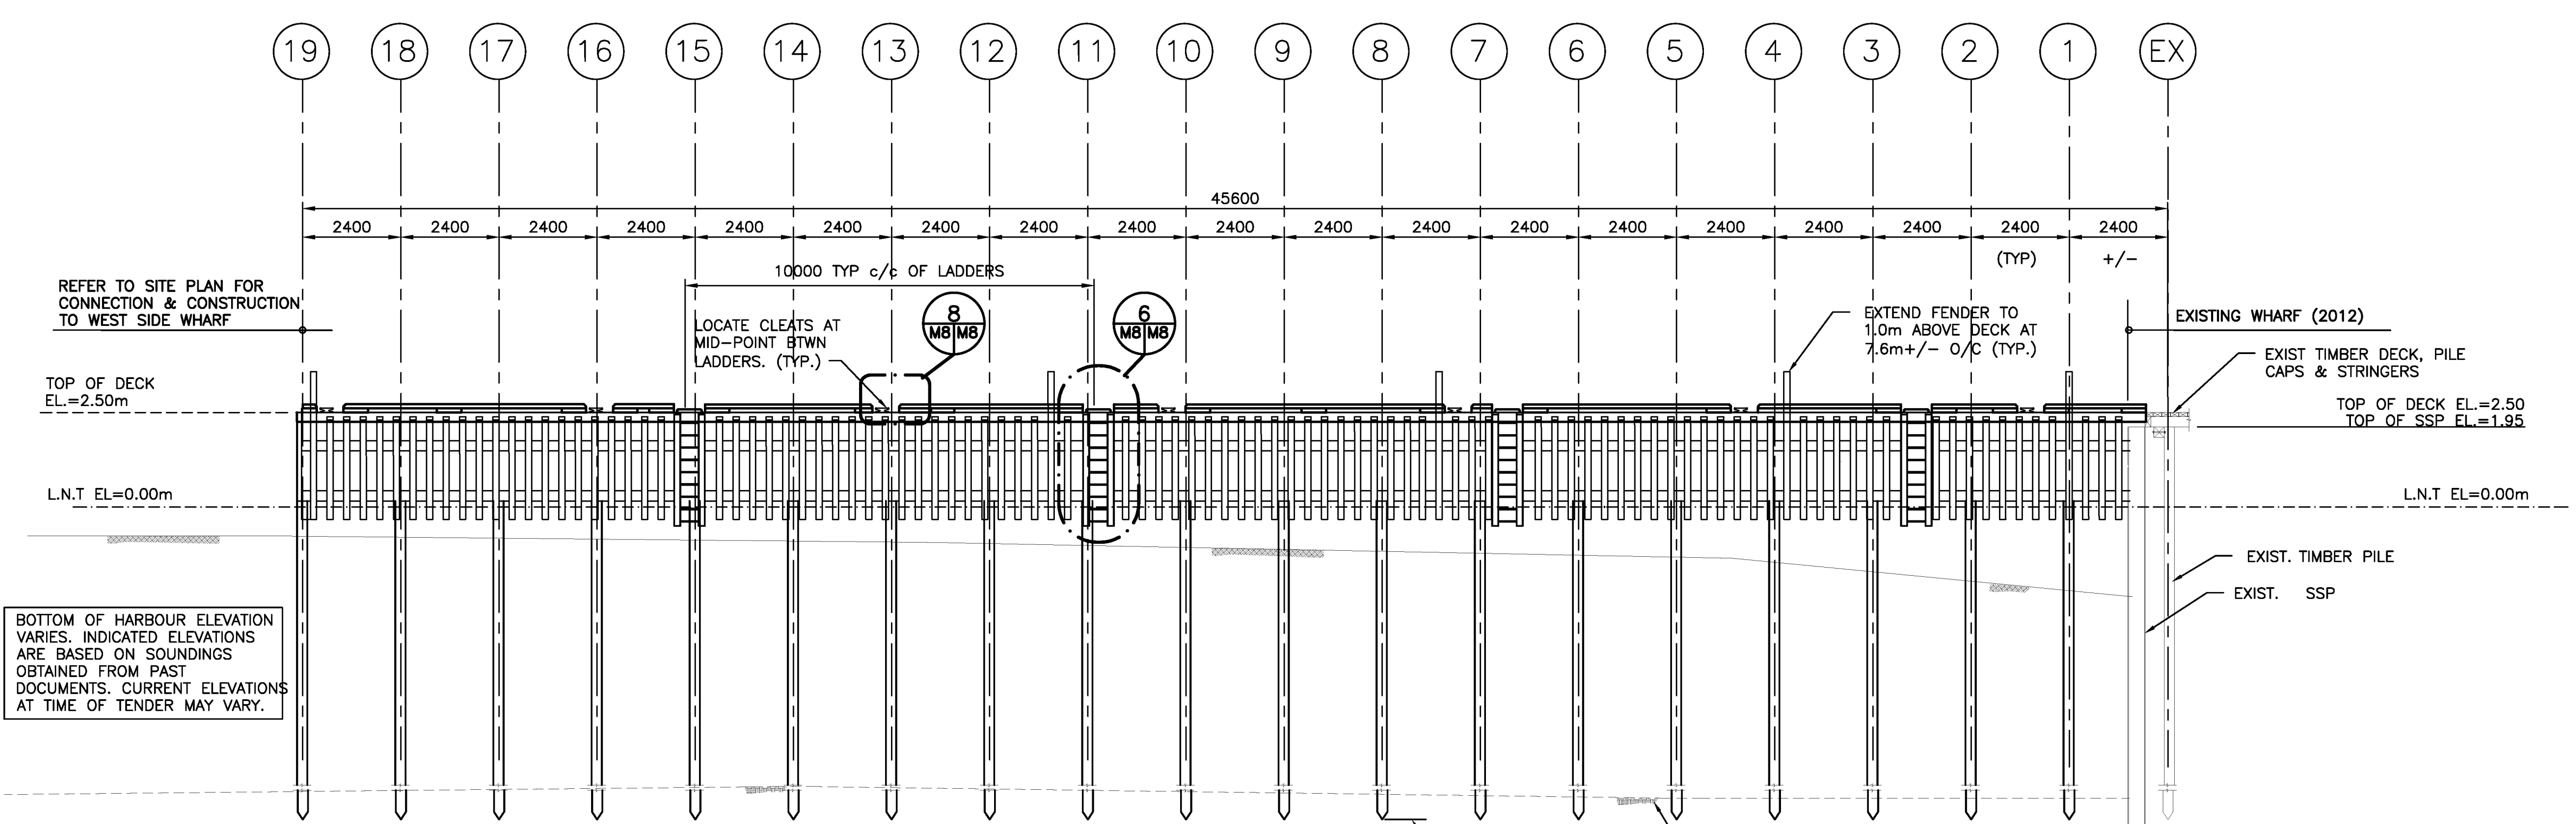 19 18 17 16 15 14 13 12 11 10 9 8 7 6 5 4 3 2 1 EX
45600
2400 2400 2400 2400 2400 2400 2400 2400 2400 2400 2400 2400 2400 2400 2400 2400 2400 2400 2400
(TYP) +/-
10000 TYP c/c OF LADDERS
REFER TO SITE PLAN FOR
CONNECTION & CONSTRUCTION
TO WEST SIDE WHARF
LOCATE CLEATS AT
MID-POINT BTWN
LADDERS. (TYP.)
8
M8 M8
6
M8 M8
EXTEND FENDER TO
1.0m ABOVE DECK AT
7.6m+/- O/C (TYP.)
EXISTING WHARF (2012)
EXIST TIMBER DECK, PILE
CAPS & STRINGERS
TOP OF DECK
EL.=2.50m
TOP OF DECK EL.=2.50
TOP OF SSP EL.=1.95
L.N.T EL=0.00m
L.N.T EL=0.00m
EXIST. TIMBER PILE
EXIST. SSP
BOTTOM OF HARBOUR ELEVATION
VARIES. INDICATED ELEVATIONS
ARE BASED ON SOUNDINGS
OBTAINED FROM PAST
DOCUMENTS. CURRENT ELEVATIONS
AT TIME OF TENDER MAY VARY.